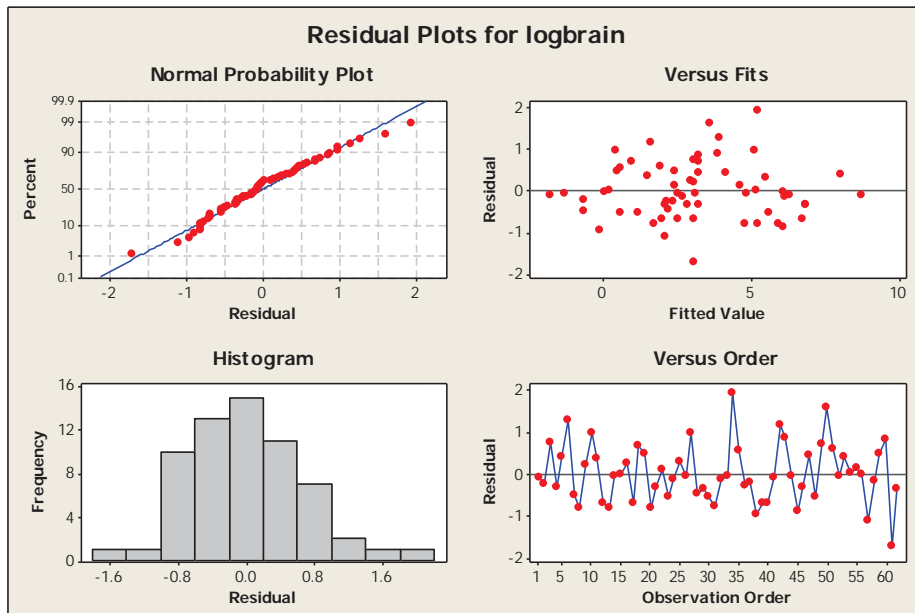 Residual Plots for logbrain
Normal Probability Plot
99.9
99
90
50
10
1
0.1
Percent
-2 -1 0 1 2
Residual
Versus Fits
2
1
0
-1
-2
Residual
0 5 10
Fitted Value
Histogram
16
12
8
4
0
Frequency
-1.6 -0.8 0.0 0.8 1.6
Residual
Versus Order
2
1
0
-1
-2
Residual
1 5 10 15 20 25 30 35 40 45 50 55 60
Observation Order